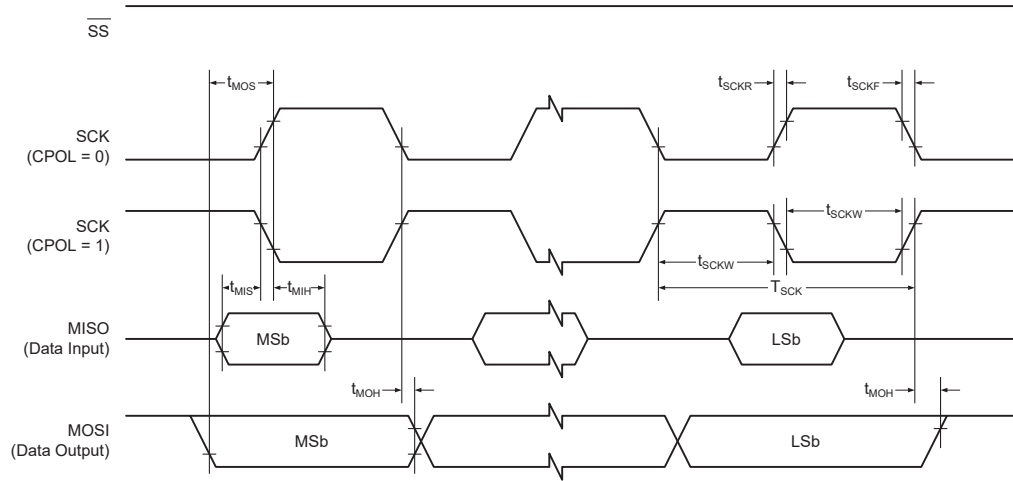 SS
tMOS
tSCKR
tSCKF
SCK
(CPOL = 0)
SCK
(CPOL = 1)
tSCKW
tSCKW
tMIS
tMIH
TSCK
MISO
(Data Input)
MSb
LSb
tMOH
tMOH
MOSI
(Data Output)
MSb
LSb